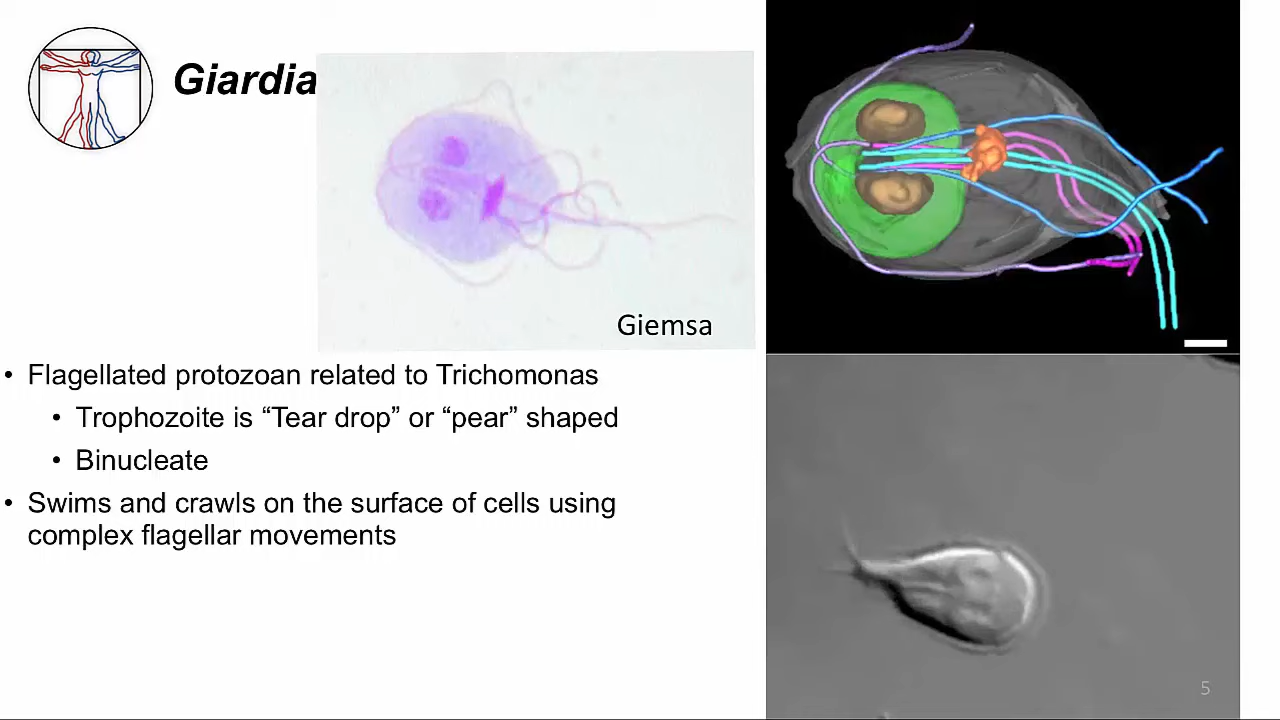 Giardia
Giemsa
• Flagellated protozoan related to Trichomonas
• Trophozoite is “Tear drop” or “pear” shaped
• Binucleate
• Swims and crawls on the surface of cells using
complex flagellar movements
5